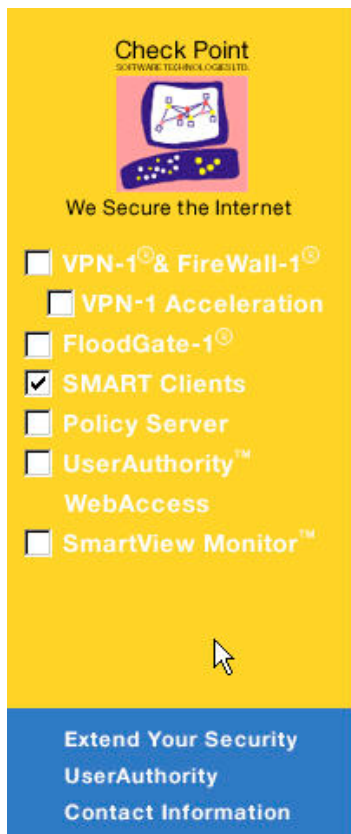 Check Point
SOFTWARE TECHNOLOGIES LTD.
We Secure the Internet
VPN-1® & FireWall-1®
VPN-1 Acceleration
FloodGate-1®
SMART Clients
Policy Server
UserAuthority™
WebAccess
SmartView Monitor™
Extend Your Security
UserAuthority
Contact Information